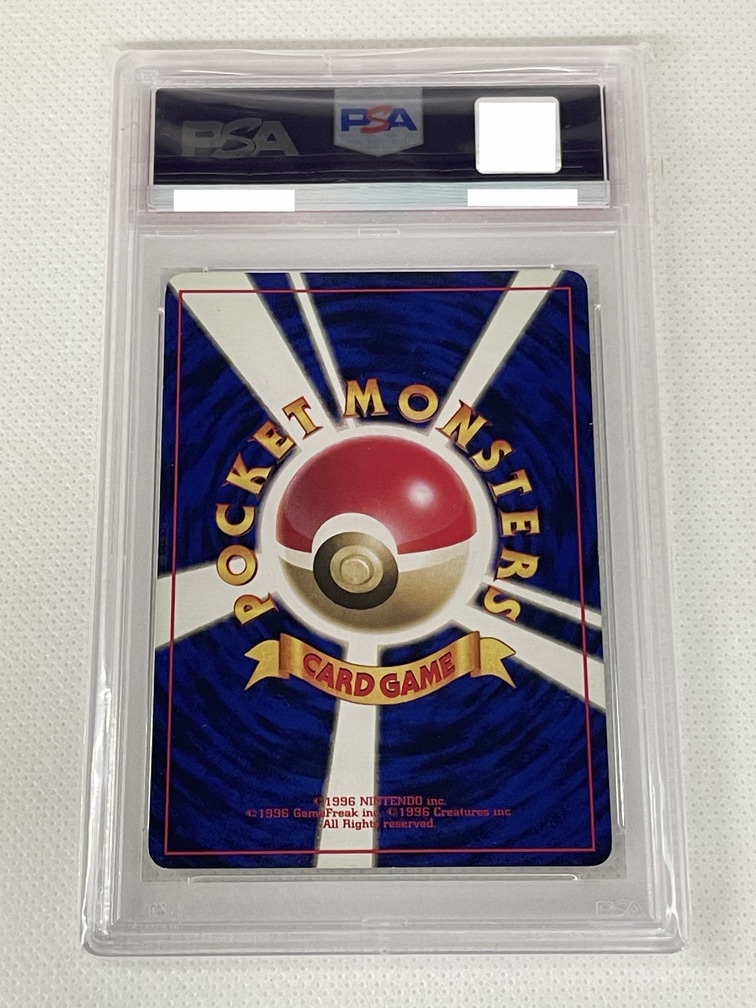 PSA PSA
POCKET MONSTERS
CARD GAME
©1996 NINTENDO inc.
©1996 GameFreak inc. ©1996 Creatures inc
All Rights reserved.
PSA